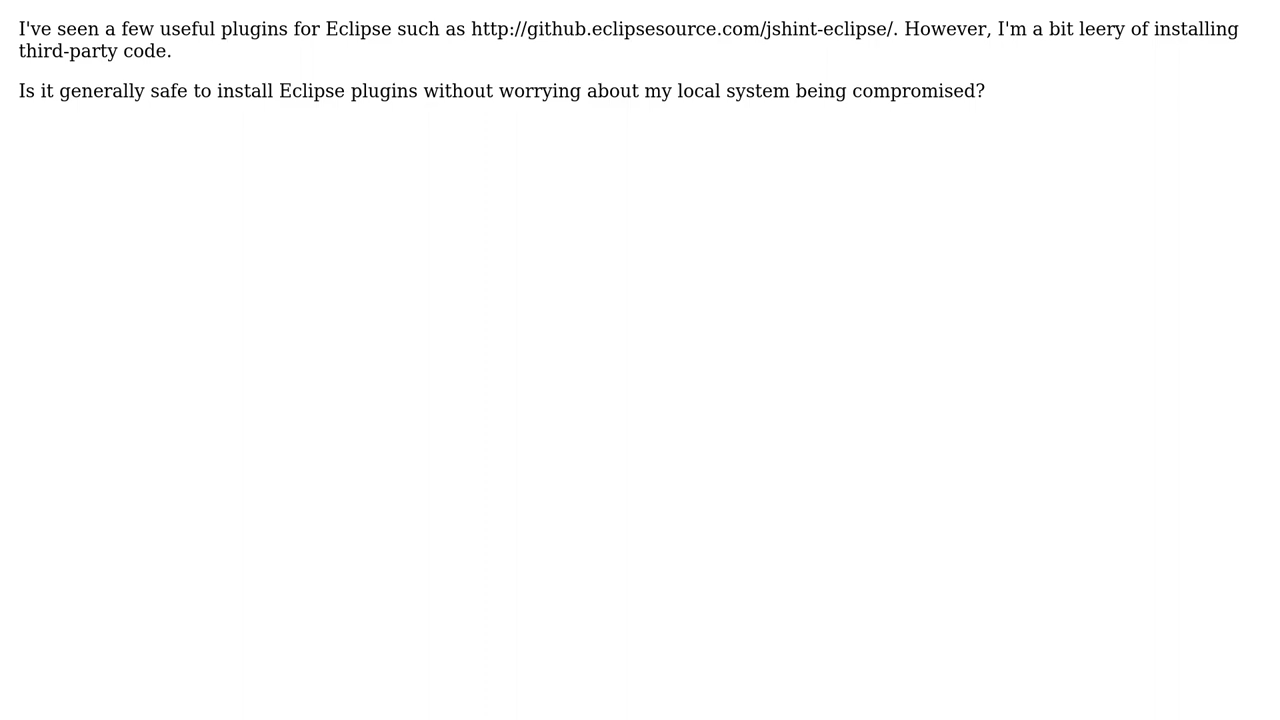 I've seen a few useful plugins for Eclipse such as http://github.eclipsesource.com/jshint-eclipse/. However, I'm a bit leery of installing
third-party code.
Is it generally safe to install Eclipse plugins without worrying about my local system being compromised?